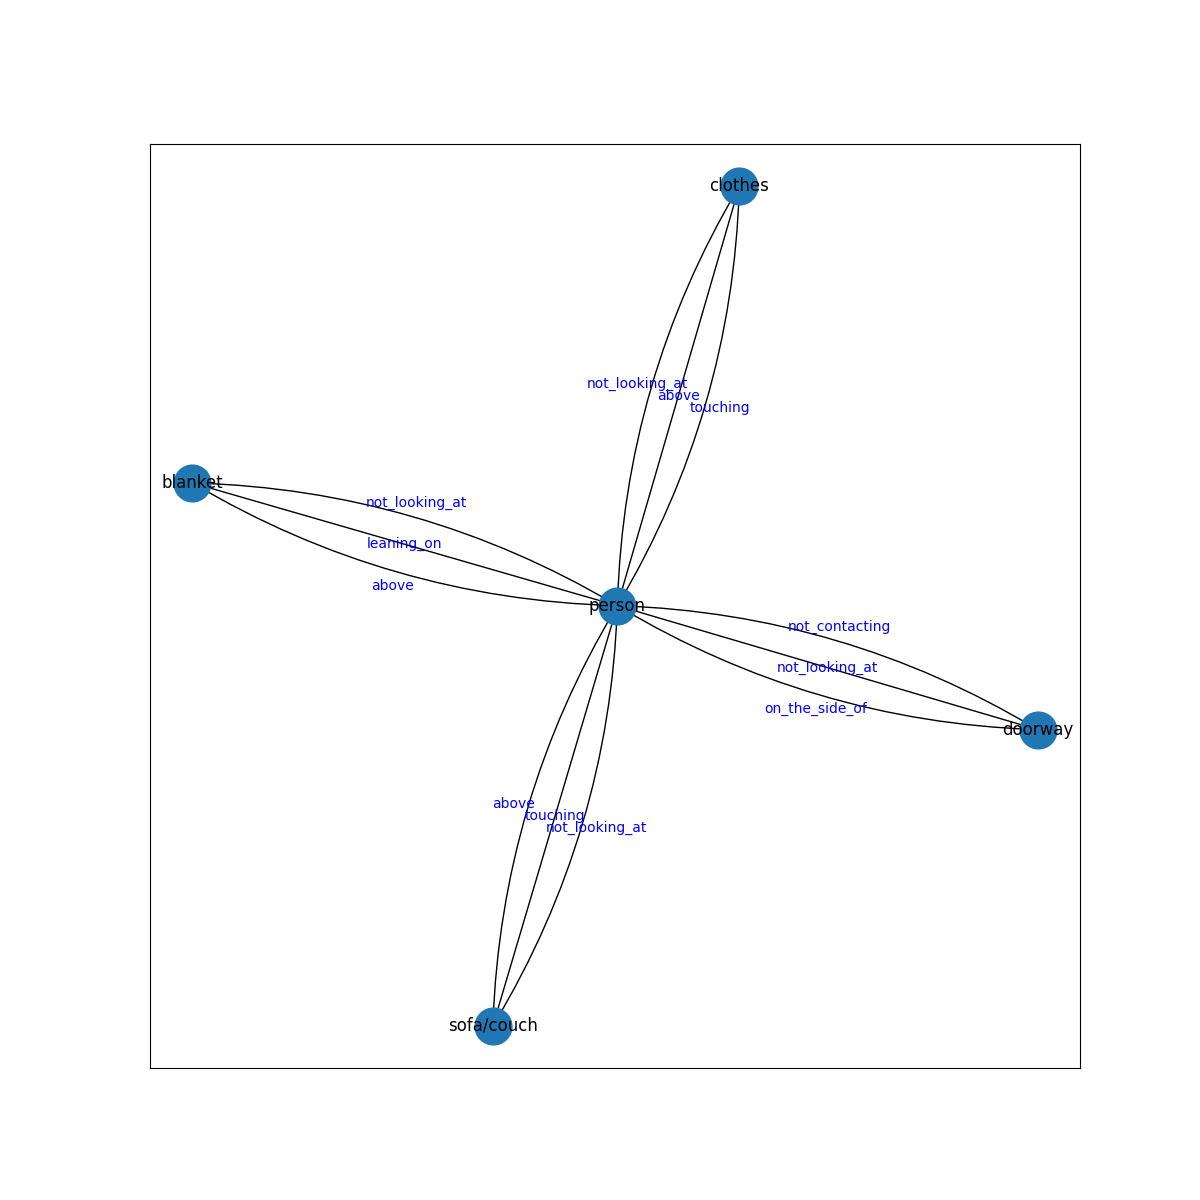 clothes
not_looking_at
above
touching
blanket
not_looking_at
leaning_on
above
person
not_contacting
not_looking_at
on_the_side_of
doorway
above
touching
not_looking_at
sofa/couch